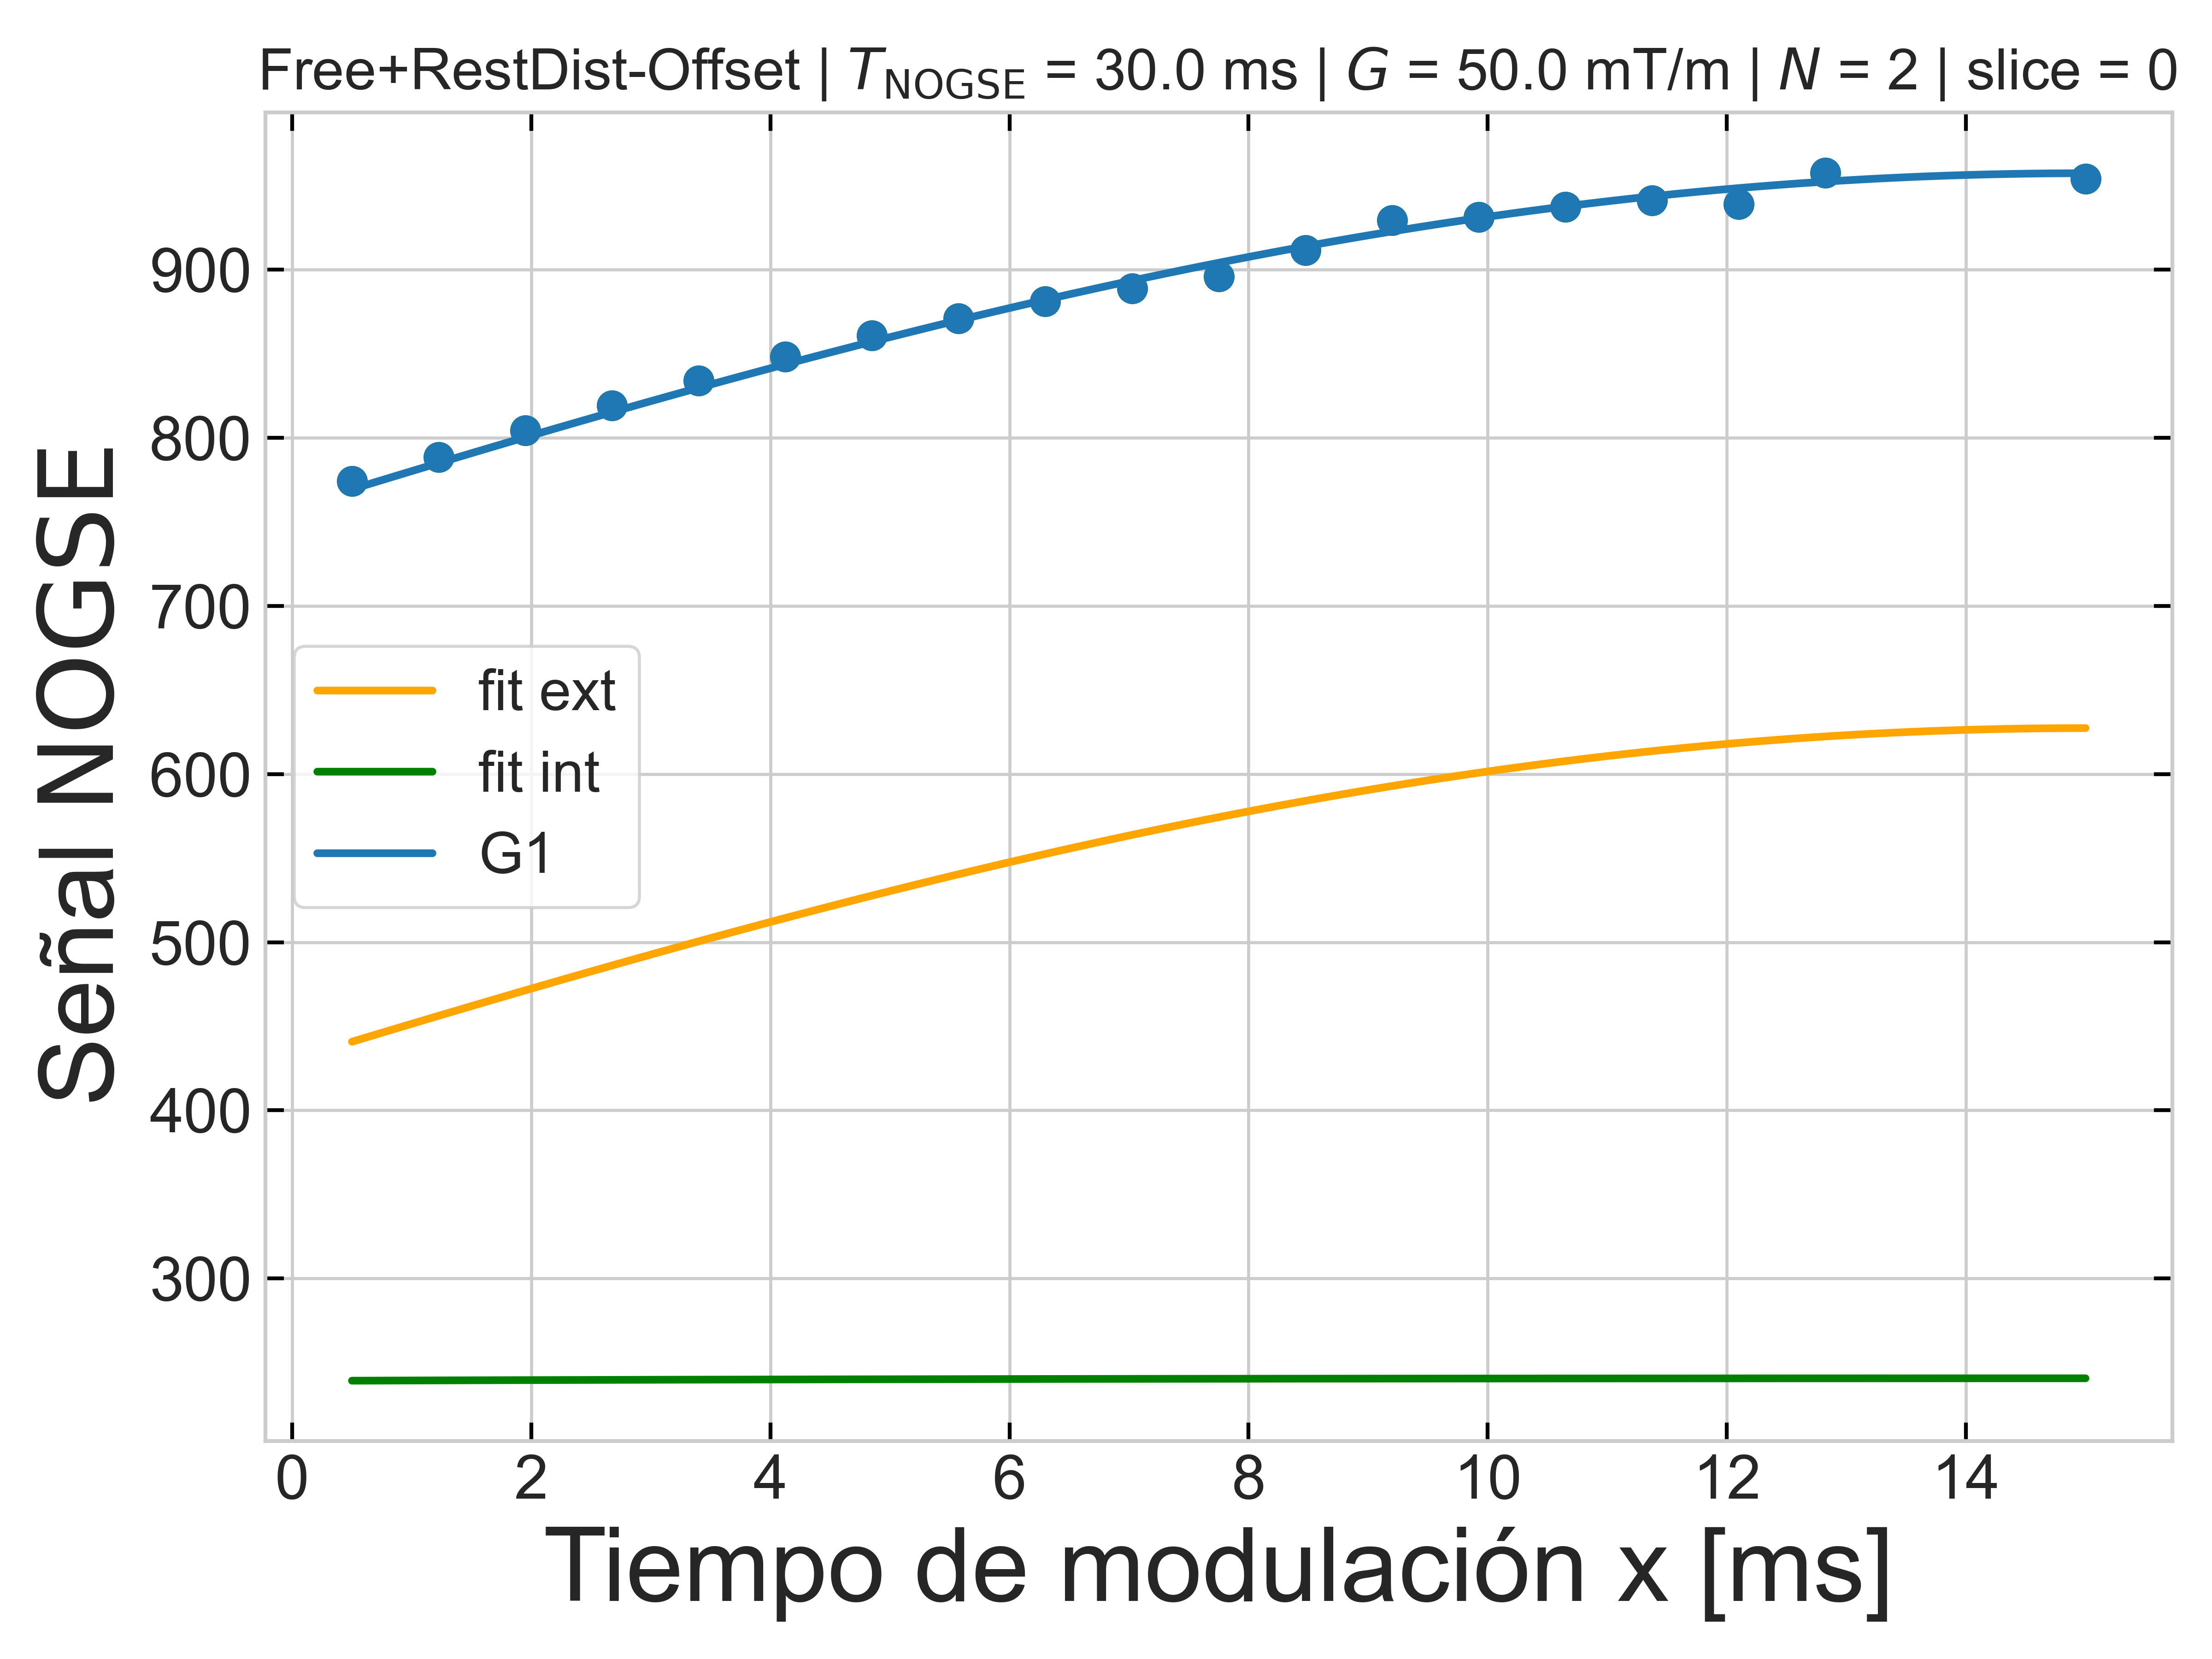 Free+RestDist-Offset | T_NOGSE = 30.0 ms | G = 50.0 mT/m | N = 2 | slice = 0
Señal NOGSE
900
800
700
600
500
400
300
fit ext
fit int
G1
0 2 4 6 8 10 12 14
Tiempo de modulación x [ms]